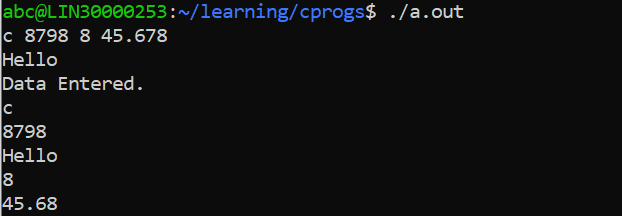 abc@LIN30000253:~/learning/cprogs$ ./a.out
c 8798 8 45.678
Hello
Data Entered.
c
8798
Hello
8
45.68